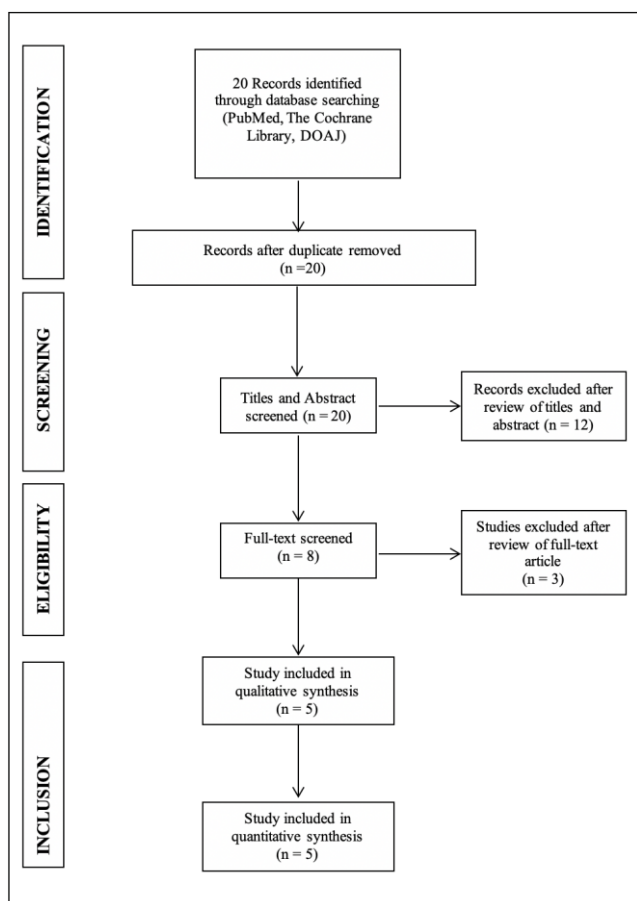 IDENTIFICATION
20 Records identified
through database searching
(PubMed, The Cochrane
Library, DOAJ)
Records after duplicate removed
(n =20)
SCREENING
Titles and Abstract
screened (n = 20)
Records excluded after
review of titles and
abstract (n = 12)
ELIGIBILITY
Full-text screened
(n = 8)
Studies excluded after
review of full-text
article
(n = 3)
INCLUSION
Study included in
qualitative synthesis
(n = 5)
Study included in
quantitative synthesis
(n = 5)